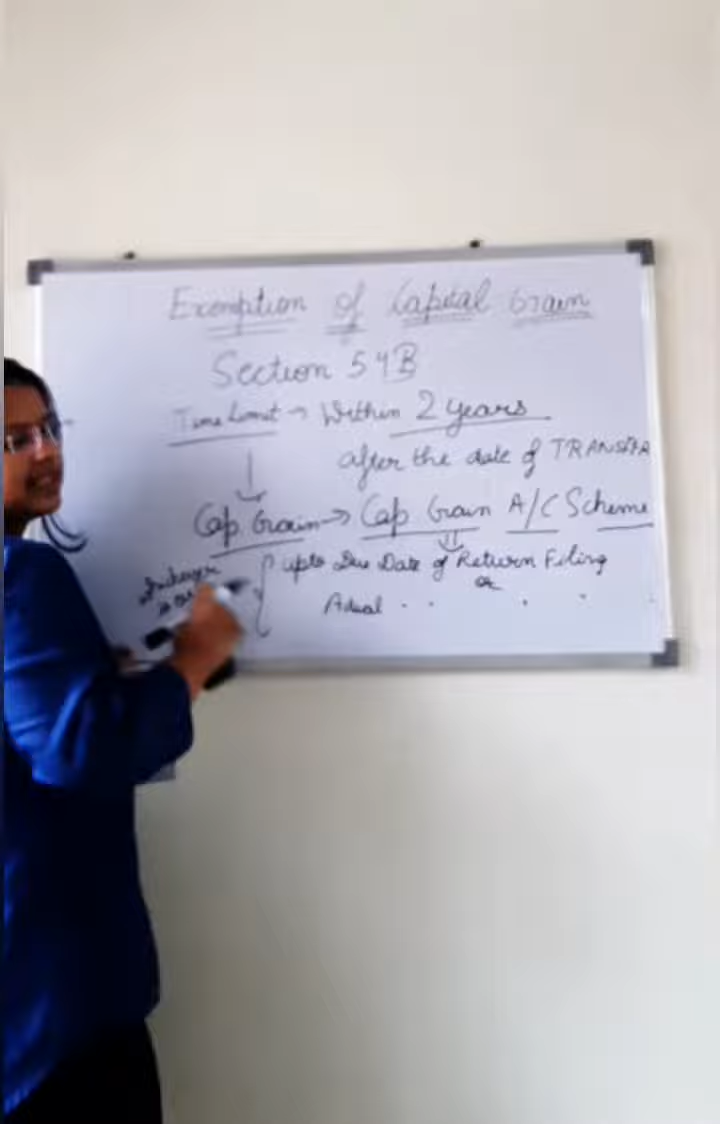 Exemption of Capital Gain
Section 54B
Time Limit → Within 2 years
after the date of TRANSFER
Cap Gain → Cap Gain A/C Scheme
upto Due Date of Return Filing
or
Actual . . . . .